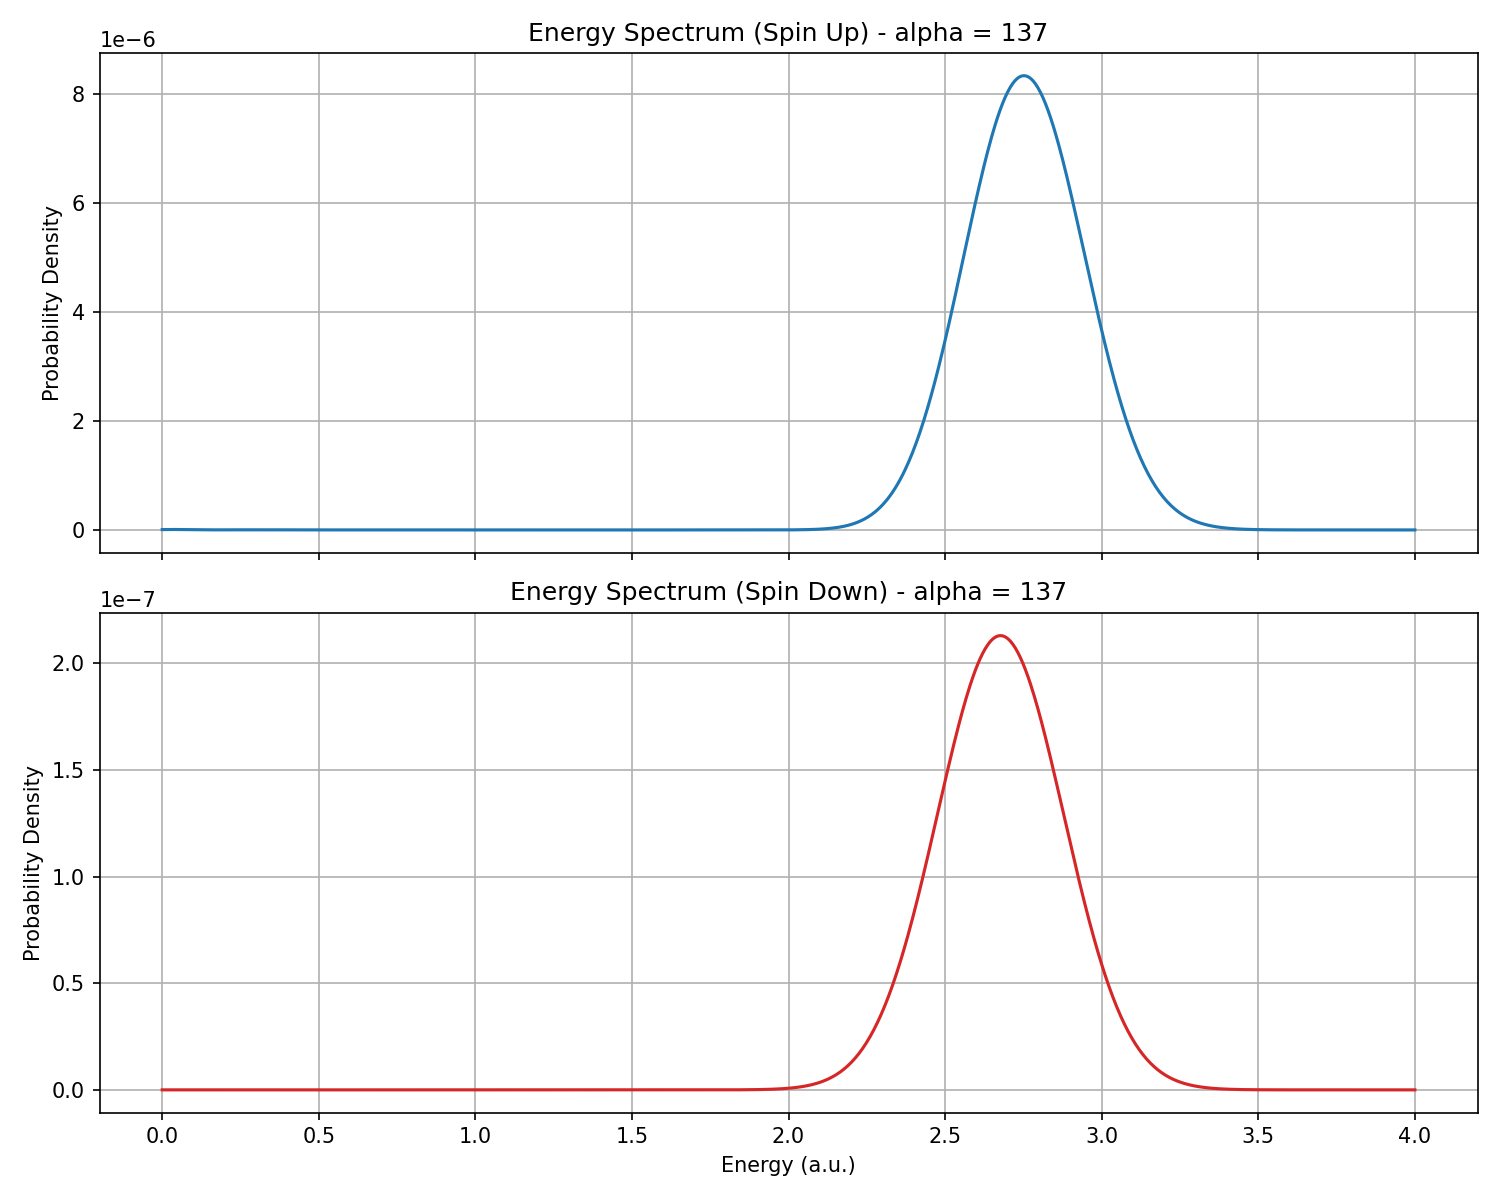 Energy Spectrum (Spin Up) - alpha = 137
1e−6
8
6
4
2
0
Probability Density
Energy Spectrum (Spin Down) - alpha = 137
1e−7
2.0
1.5
1.0
0.5
0.0
Probability Density
0.0 0.5 1.0 1.5 2.0 2.5 3.0 3.5 4.0
Energy (a.u.)